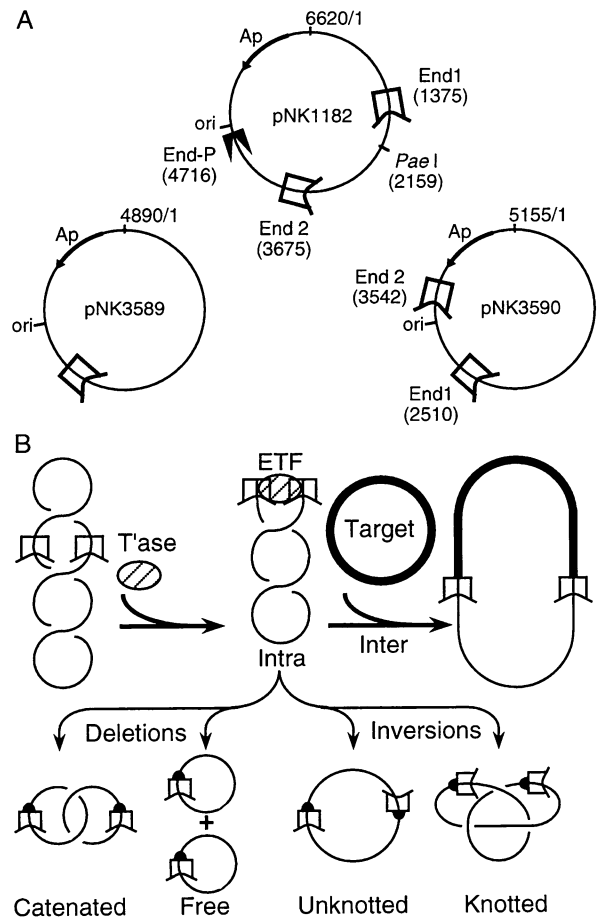 A
6620/1
Ap
End1
(1375)
pNK1182
ori
End-P
(4716)
Pae I
(2159)
End 2
(3675)
4890/1
Ap
ori
pNK3589
5155/1
Ap
End 2
(3542)
ori
pNK3590
End1
(2510)
B
ETF
T'ase
Target
Intra
Inter
Deletions
Inversions
+
Catenated
Free
Unknotted
Knotted